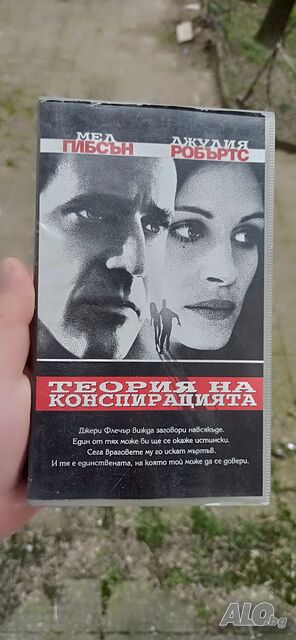 МЕЛ ГИБСЪН
ДЖУЛИЯ РОБЪРТС
ТЕОРИЯ НА
КОНСПИРАЦИЯТА
Джери Флечър вижда заговори навсякъде.
Един от тях може би ще се окаже истински.
Сега враговете му го искат мъртъв.
И тя е единствената, на която той може да се довери.
ALO.bg